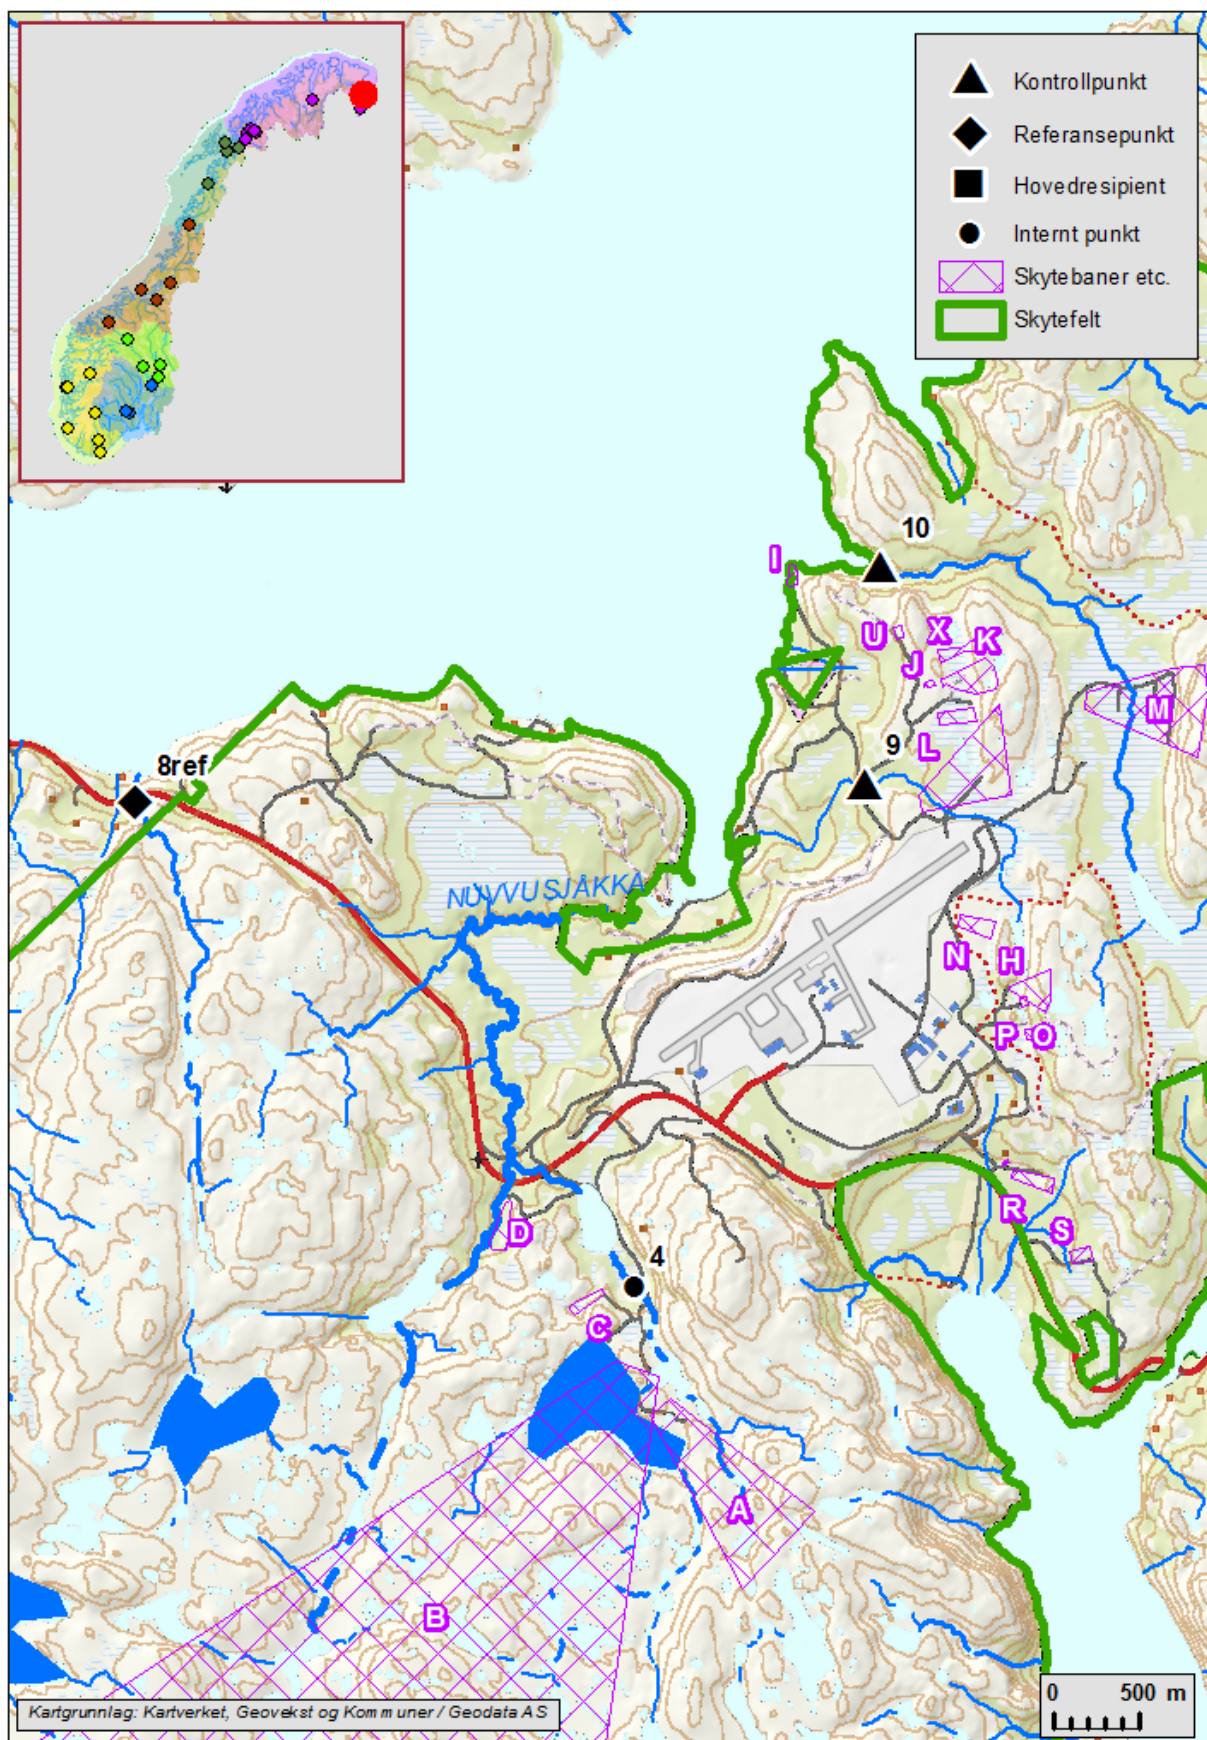 Kontrollpunkt
Referansepunkt
Hovedresipient
Internt punkt
Skytebaner etc.
Skytefelt
10
I
U
X
K
J
M
9
L
8ref
NUVVUSJÅKKA
N
H
P
O
R
D
S
4
C
A
B
Kartgrunnlag: Kartverket, Geovekst og Kommuner / Geodata AS
0 500 m